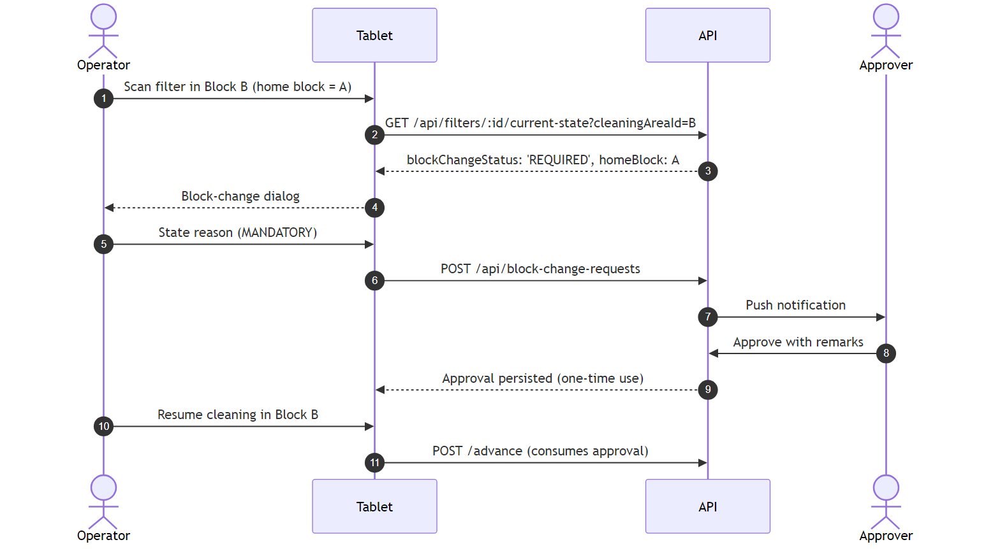 Operator
Tablet
API
Approver
1
Scan filter in Block B (home block = A)
2
GET /api/filters/:id/current-state?cleaningAreaId=B
3
blockChangeStatus: 'REQUIRED', homeBlock: A
4
Block-change dialog
5
State reason (MANDATORY)
6
POST /api/block-change-requests
7
Push notification
8
Approve with remarks
9
Approval persisted (one-time use)
10
Resume cleaning in Block B
11
POST /advance (consumes approval)
Operator
Tablet
API
Approver